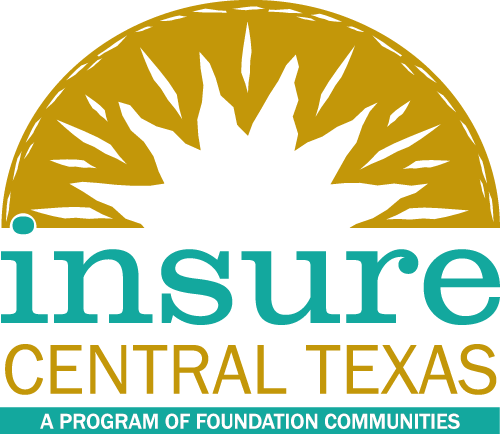 insure
CENTRAL TEXAS
A PROGRAM OF FOUNDATION COMMUNITIES